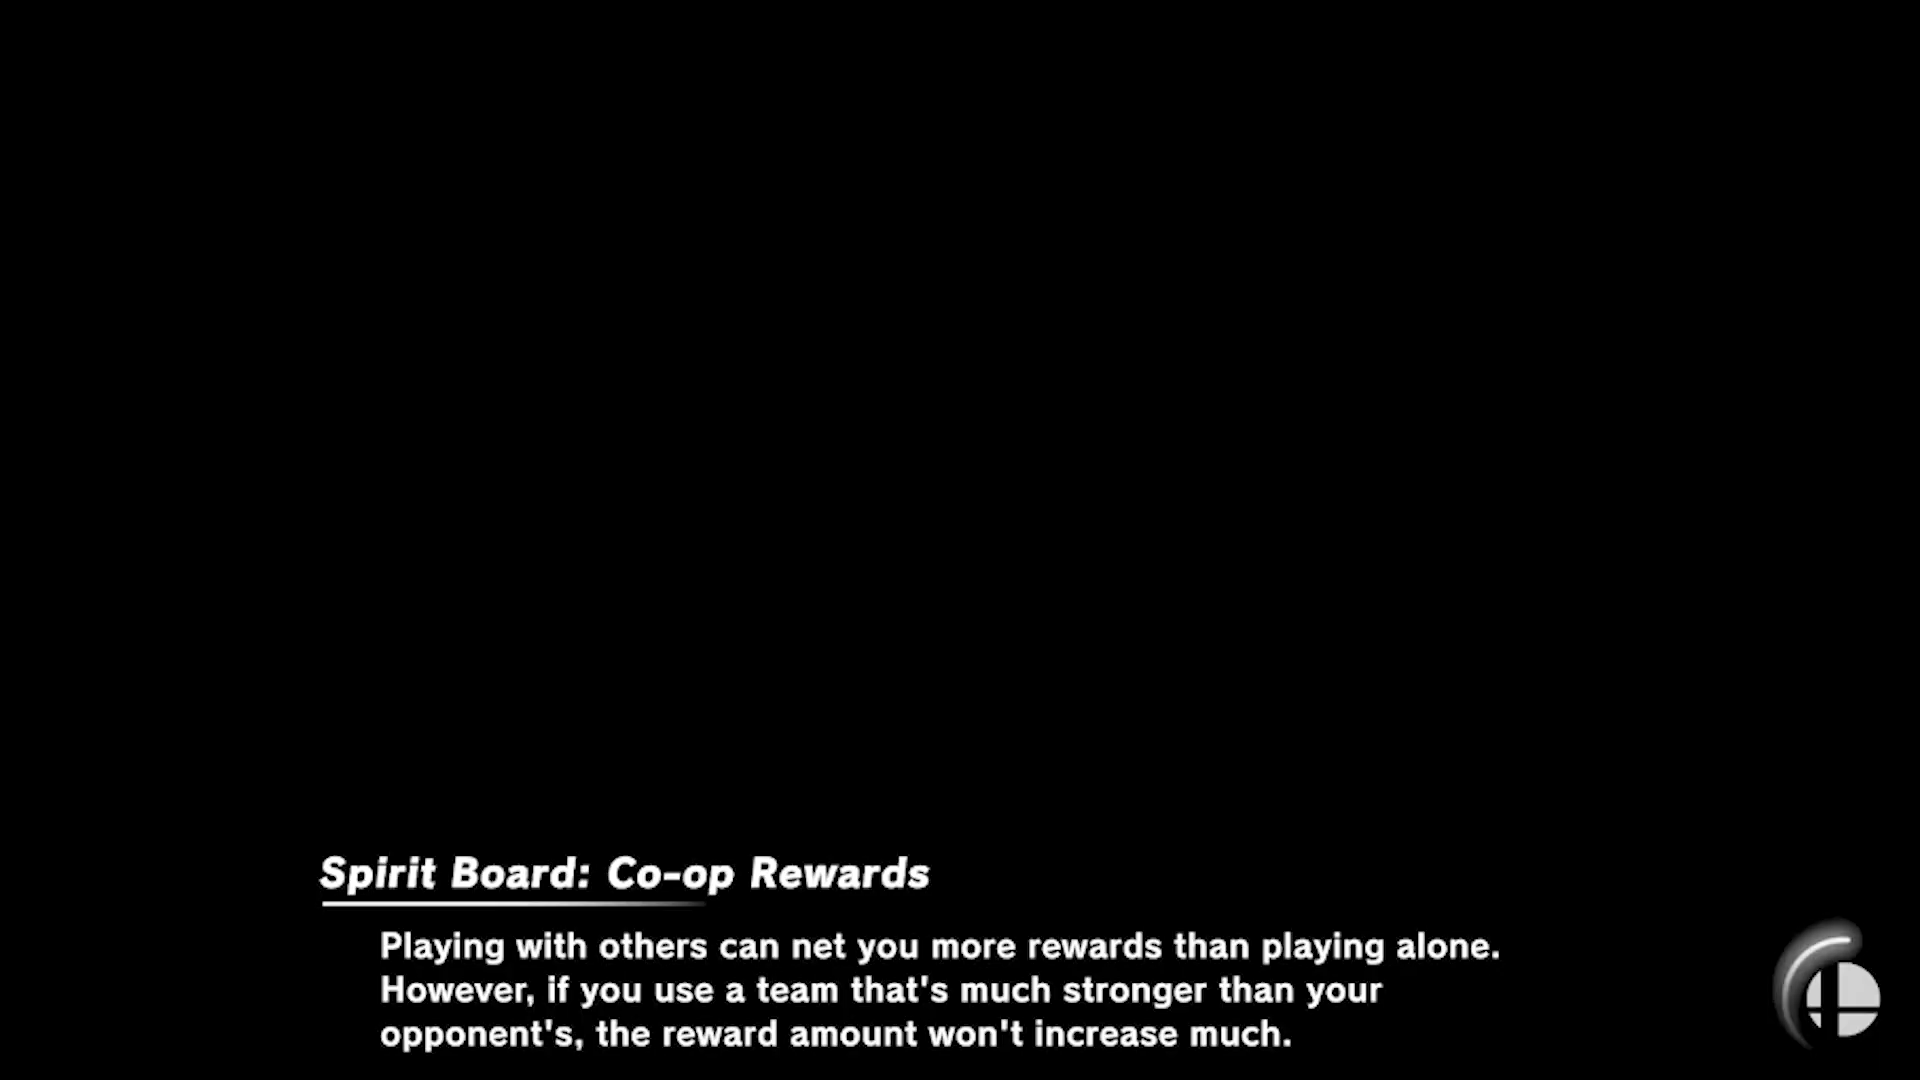 Spirit Board: Co-op Rewards
Playing with others can net you more rewards than playing alone.
However, if you use a team that's much stronger than your
opponent's, the reward amount won't increase much.